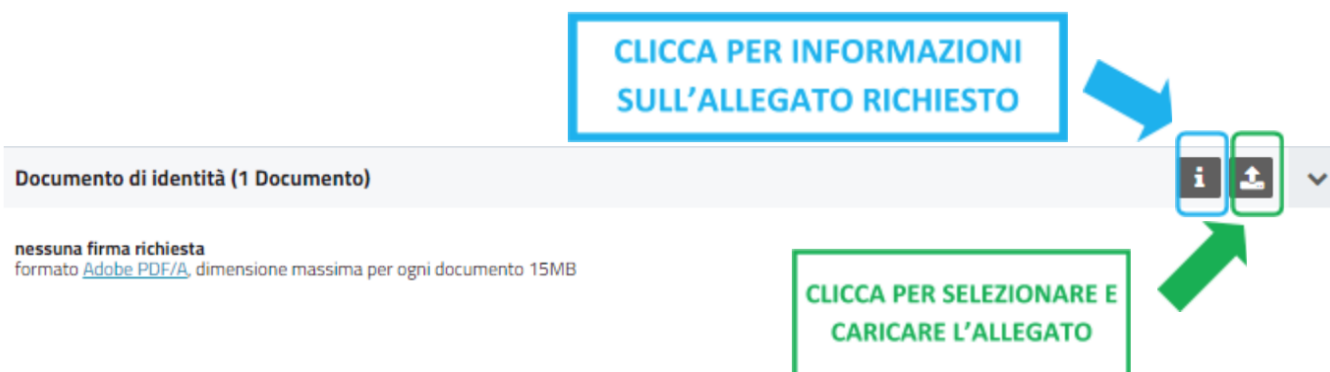 CLICCA PER INFORMAZIONI
SULL'ALLEGATO RICHIESTO
Documento di identità (1 Documento)
i
nessuna firma richiesta
formato Adobe PDF/A, dimensione massima per ogni documento 15MB
CLICCA PER SELEZIONARE E
CARICARE L'ALLEGATO